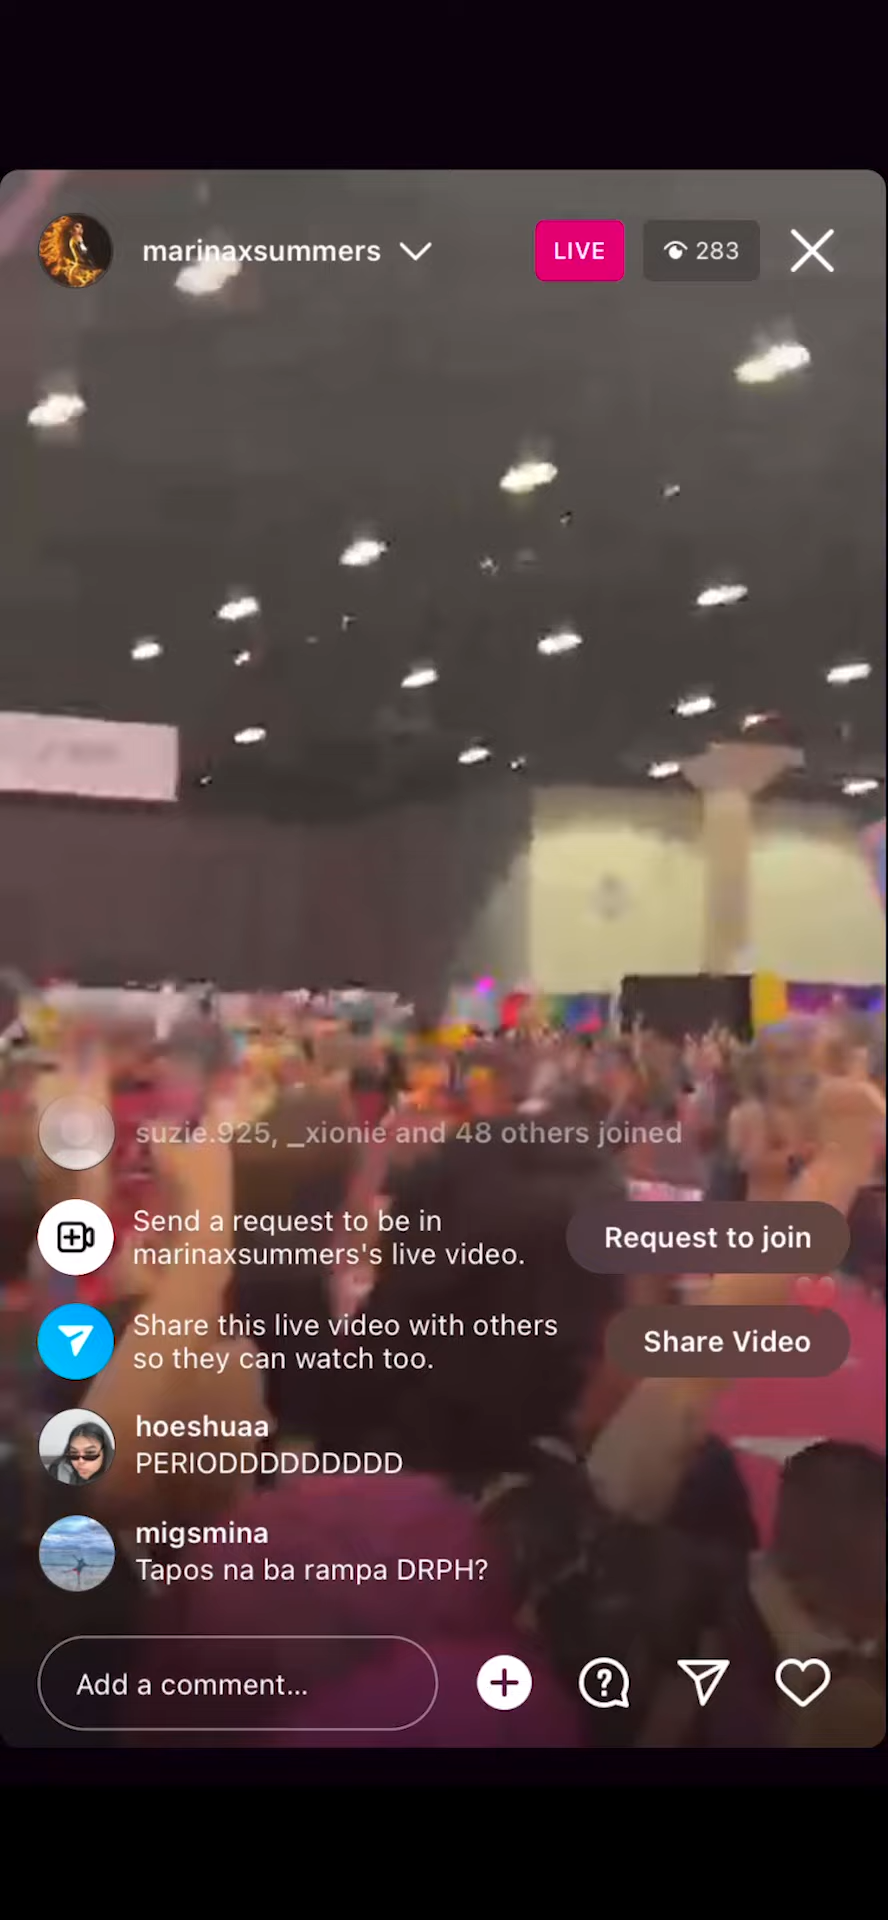 marinaxsummers
LIVE
283
suzie.925, _xionie and 48 others joined
Send a request to be in
marinaxsummers's live video.
Request to join
Share this live video with others
so they can watch too.
Share Video
hoeshuaa
PERIODDDDDDDDD
migsmina
Tapos na ba rampa DRPH?
Add a comment...